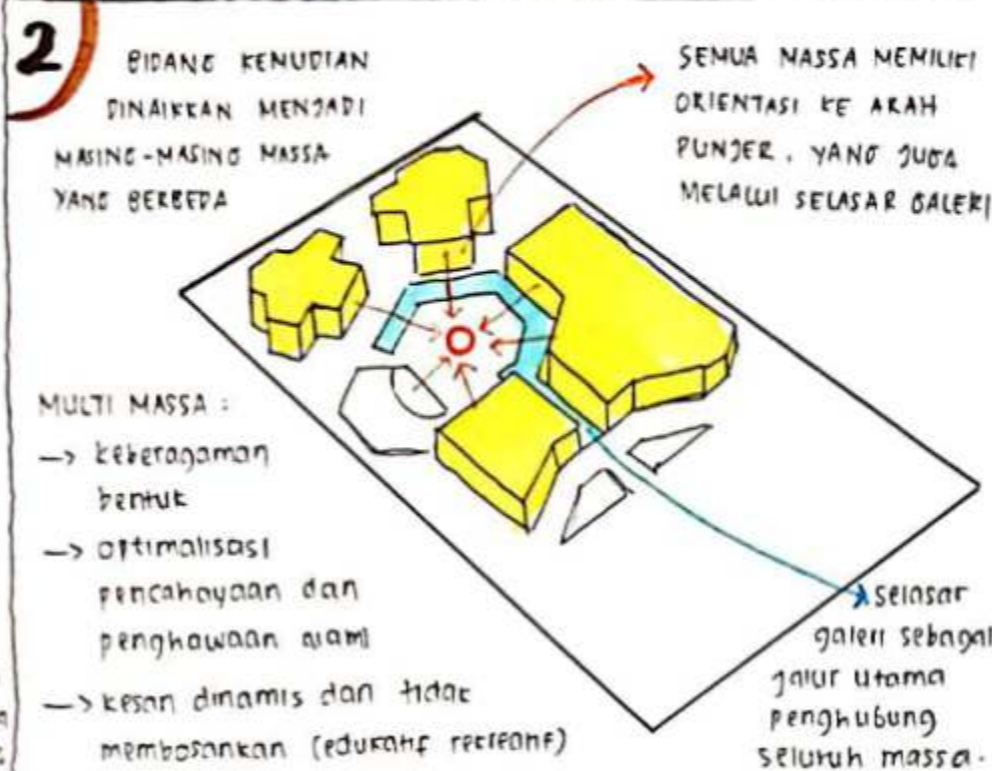 2
BIDANG KEMUDIAN
DINAIKKAN MENJADI
MASING-MASING MASSA
YANG BERBEDA
SEMUA MASSA MEMILIKI
ORIENTASI KE ARAH
PUNJER, YANG JUGA
MELALUI SELASAR GALERI
MULTI MASSA :
-> keberagaman
bentuk
-> optimalisasi
pencahayaan dan
penghawaan alami
-> kesan dinamis dan tidak
membosankan (edukatif rekreatif)
selasar
galeri sebagai
jalur utama
penghubung
seluruh massa.